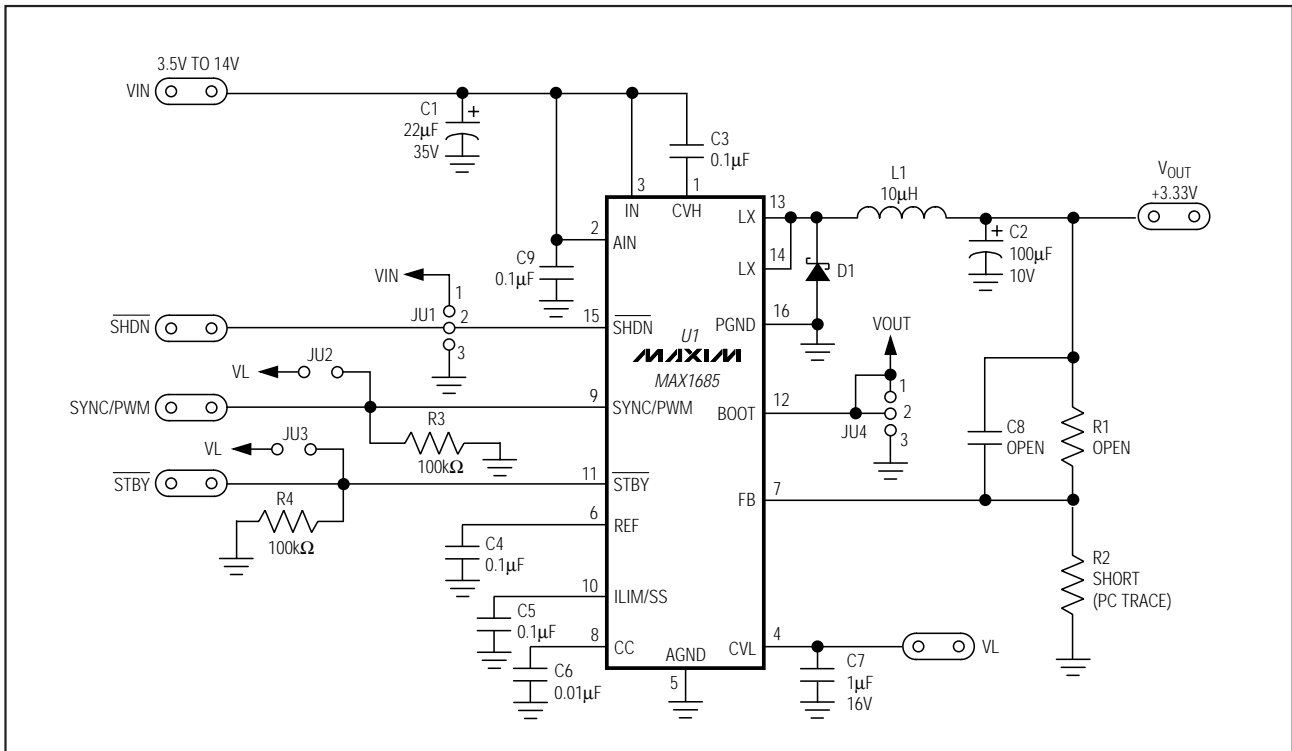 3.5V TO 14V
VIN
C1
22µF
35V
+
C3
0.1µF
3
1
IN
CVH
2
AIN
C9
0.1µF
VIN
1
2
3
JU1
SHDN
15
SHDN
VL
JU2
SYNC/PWM
9
SYNC/PWM
R3
100kΩ
VL
JU3
STBY
11
STBY
R4
100kΩ
6
REF
C4
0.1µF
10
ILIM/SS
C5
0.1µF
8
CC
C6
0.01µF
U1
MAXIM
MAX1685
AGND
5
13
LX
14
LX
L1
10µH
D1
16
PGND
+
C2
100µF
10V
VOUT
+3.33V
VOUT
12
BOOT
1
2
3
JU4
C8
OPEN
R1
OPEN
7
FB
R2
SHORT
(PC TRACE)
4
CVL
C7
1µF
16V
VL